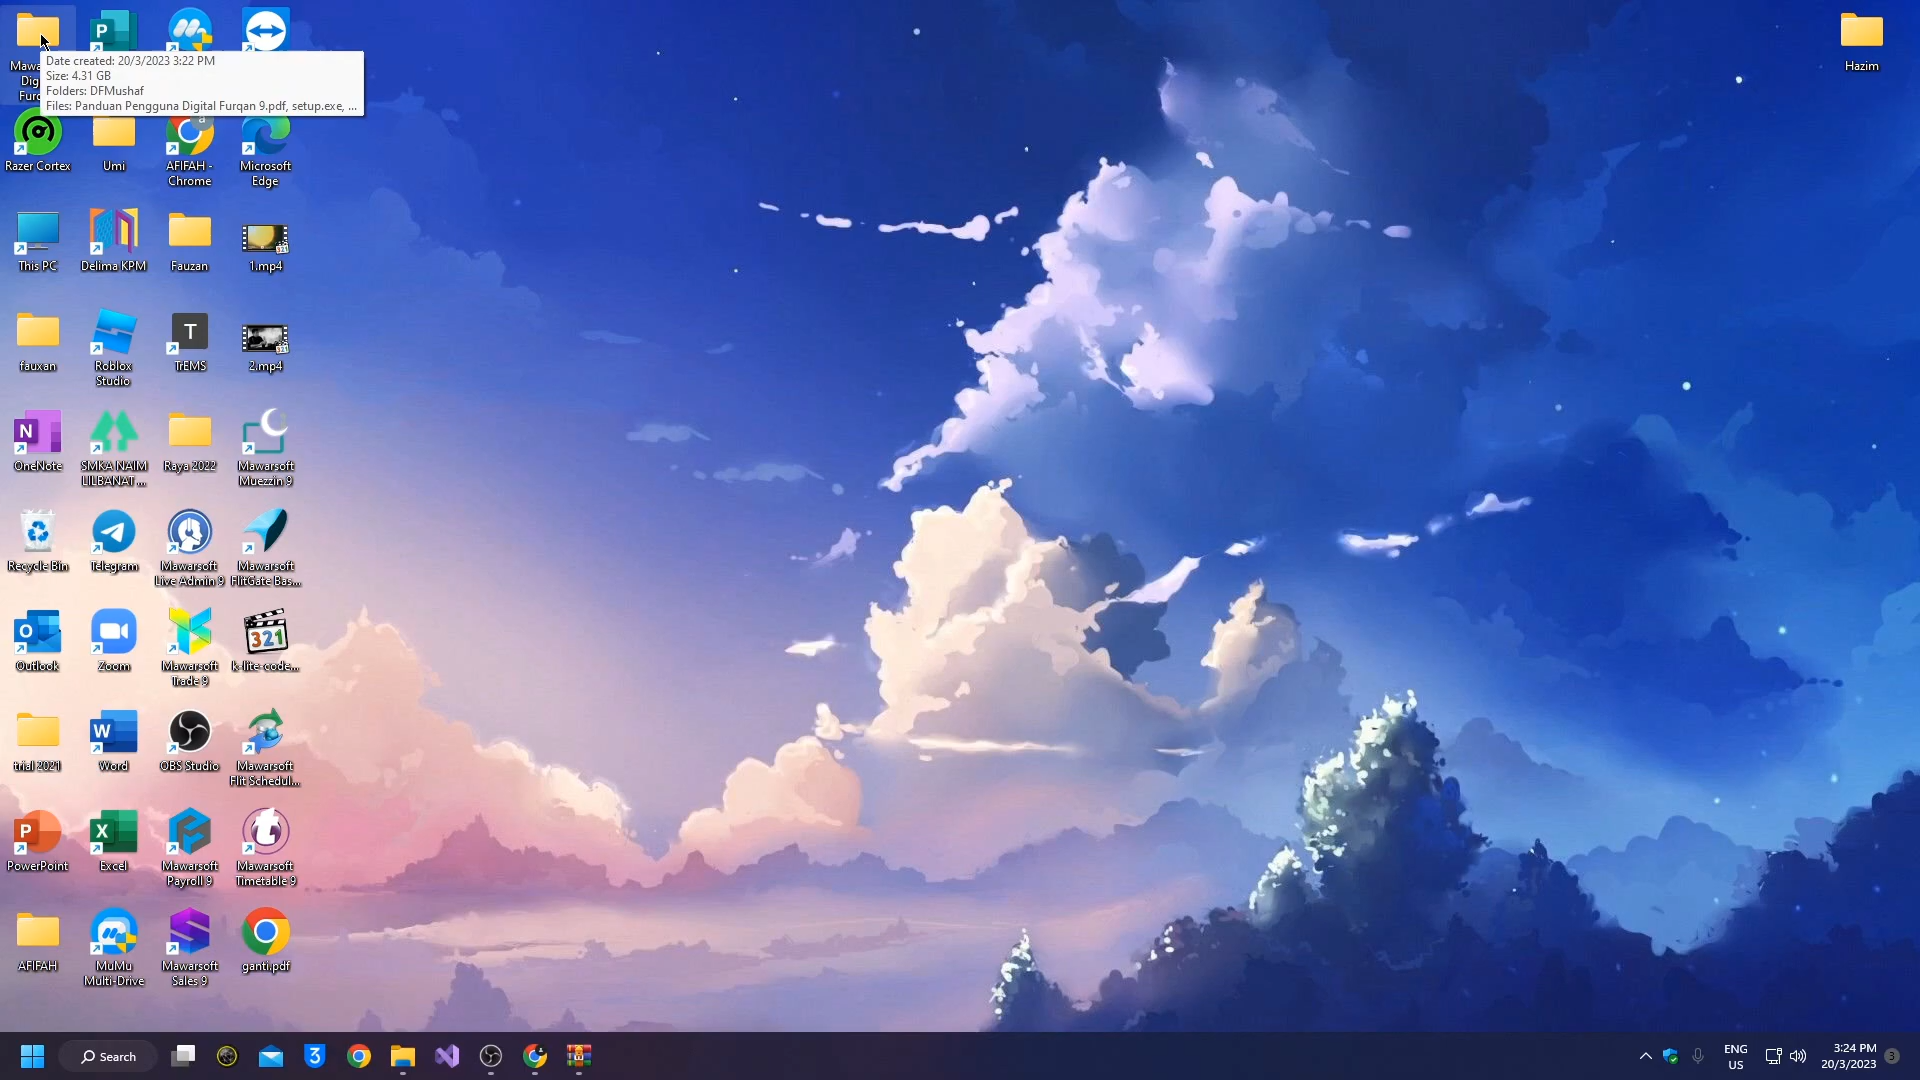 Date created: 20/3/2023 3:22 PM
Size: 4.31 GB
Folders: DFMushaf
Files: Panduan Pengguna Digital Furqan 9.pdf, setup.exe, ...
Hazim
Razer Cortex
Umi
AFIFAH -
Chrome
Microsoft
Edge
This PC
Delima KPM
Fauzan
1.mp4
fauxan
Roblox
Studio
TrEMS
2.mp4
OneNote
SMKA NAIM
LILBANAT ...
Raya 2022
Mawarsoft
Muezzin 9
Recycle Bin
Telegram
Mawarsoft
Live Admin 9
Mawarsoft
FlitGate Bas...
Outlook
Zoom
Mawarsoft
Trade 9
k-lite-code...
trial 2021
Word
OBS Studio
Mawarsoft
Flit Schedul...
PowerPoint
Excel
Mawarsoft
Payroll 9
Mawarsoft
Timetable 9
AFIFAH
MuMu
Multi-Drive
Mawarsoft
Sales 9
ganti.pdf
Search
ENG
US
3:24 PM
20/3/2023
3